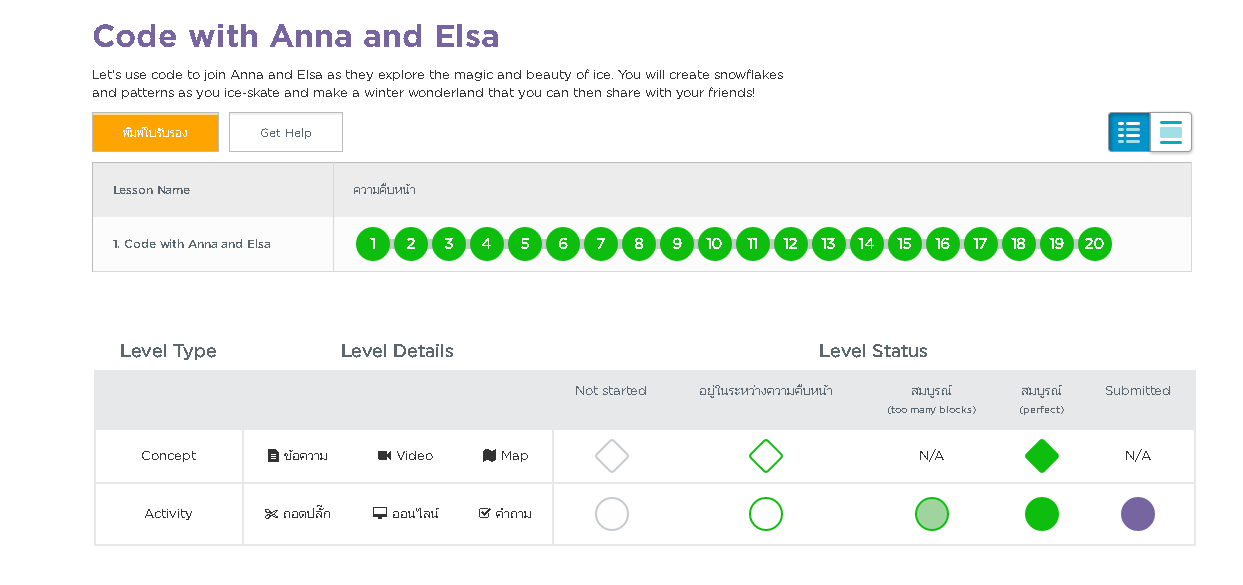 Code with Anna and Elsa
Let's use code to join Anna and Elsa as they explore the magic and beauty of ice. You will create snowflakes
and patterns as you ice-skate and make a winter wonderland that you can then share with your friends!
พิมพ์ใบรับรอง Get Help
Lesson Name ความคืบหน้า
1. Code with Anna and Elsa 1 2 3 4 5 6 7 8 9 10 11 12 13 14 15 16 17 18 19 20
Level Type Level Details Level Status
Not started อยู่ในระหว่างความคืบหน้า สมบูรณ์ สมบูรณ์ Submitted
(too many blocks) (perfect)
Concept ข้อความ Video Map N/A N/A
Activity ถอดปลั๊ก ออนไลน์ คำถาม